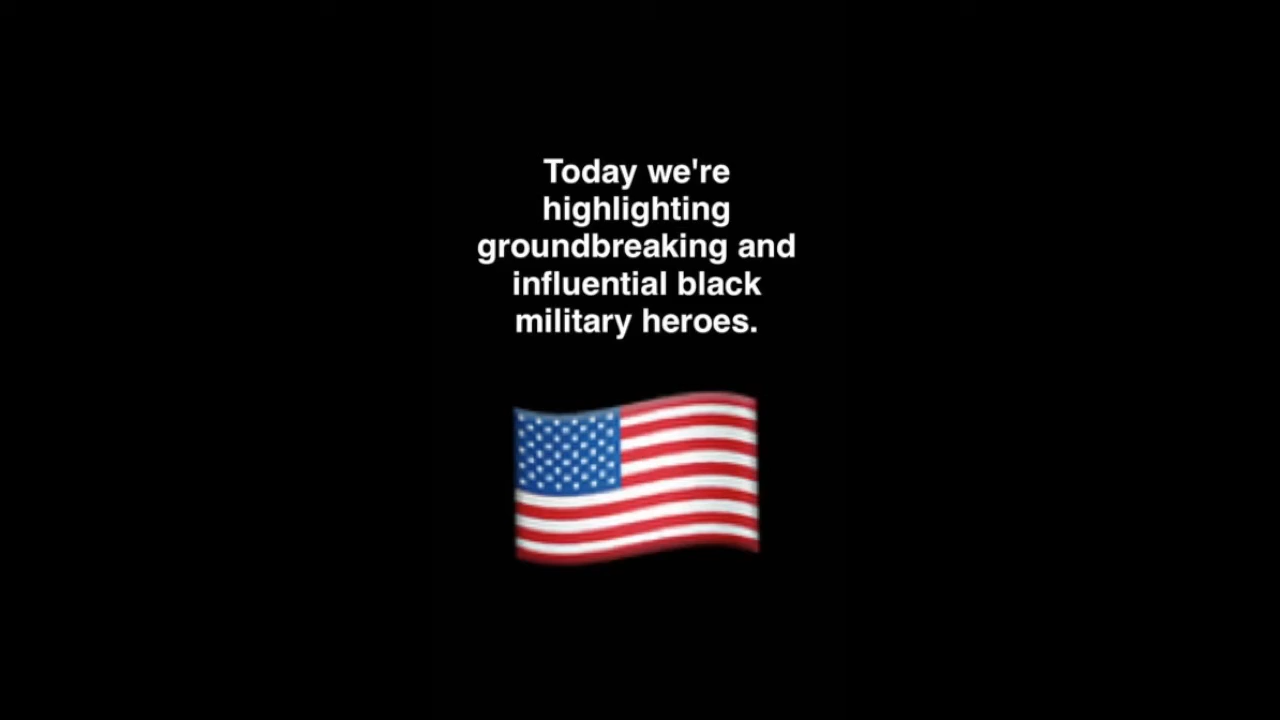 Today we're
highlighting
groundbreaking and
influential black
military heroes.